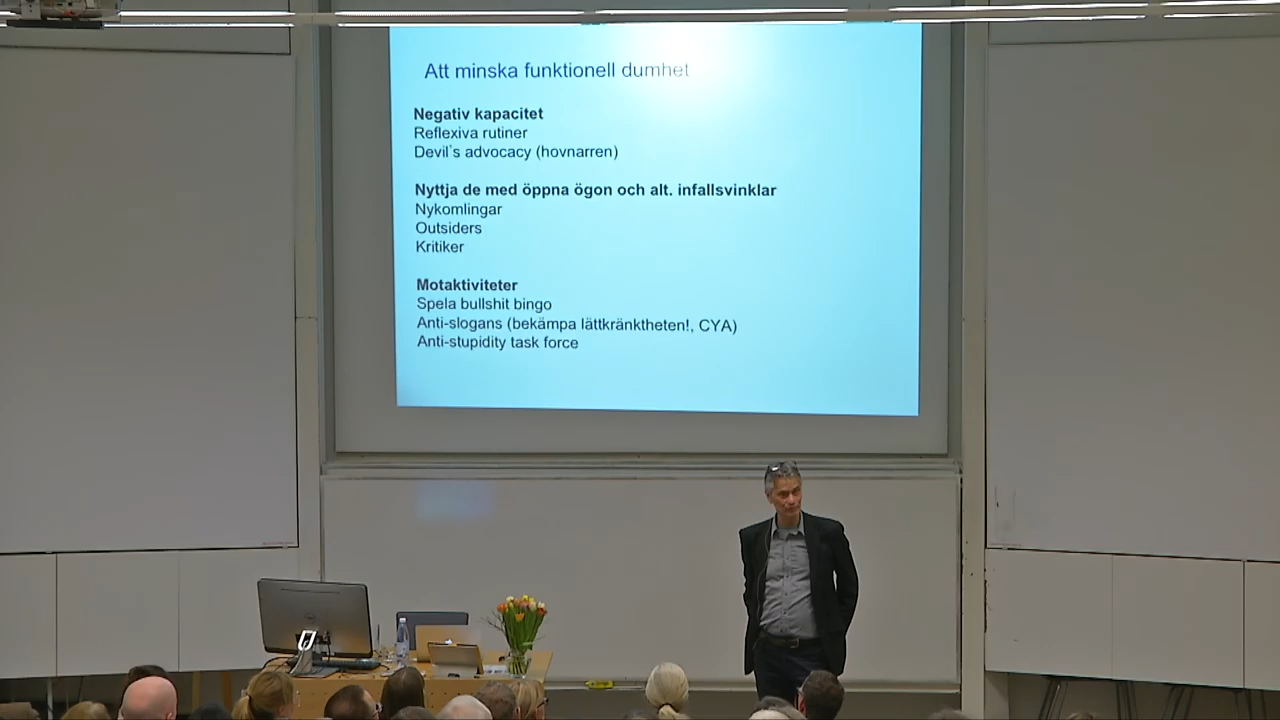 Att minska funktionell dumhet
Negativ kapacitet
Reflexiva rutiner
Devil's advocacy (hovnarren)
Nyttja de med öppna ögon och alt. infallsvinklar
Nykomlingar
Outsiders
Kritiker
Motaktiviteter
Spela bullshit bingo
Anti-slogans (bekämpa lättkränktheten!, CYA)
Anti-stupidity task force